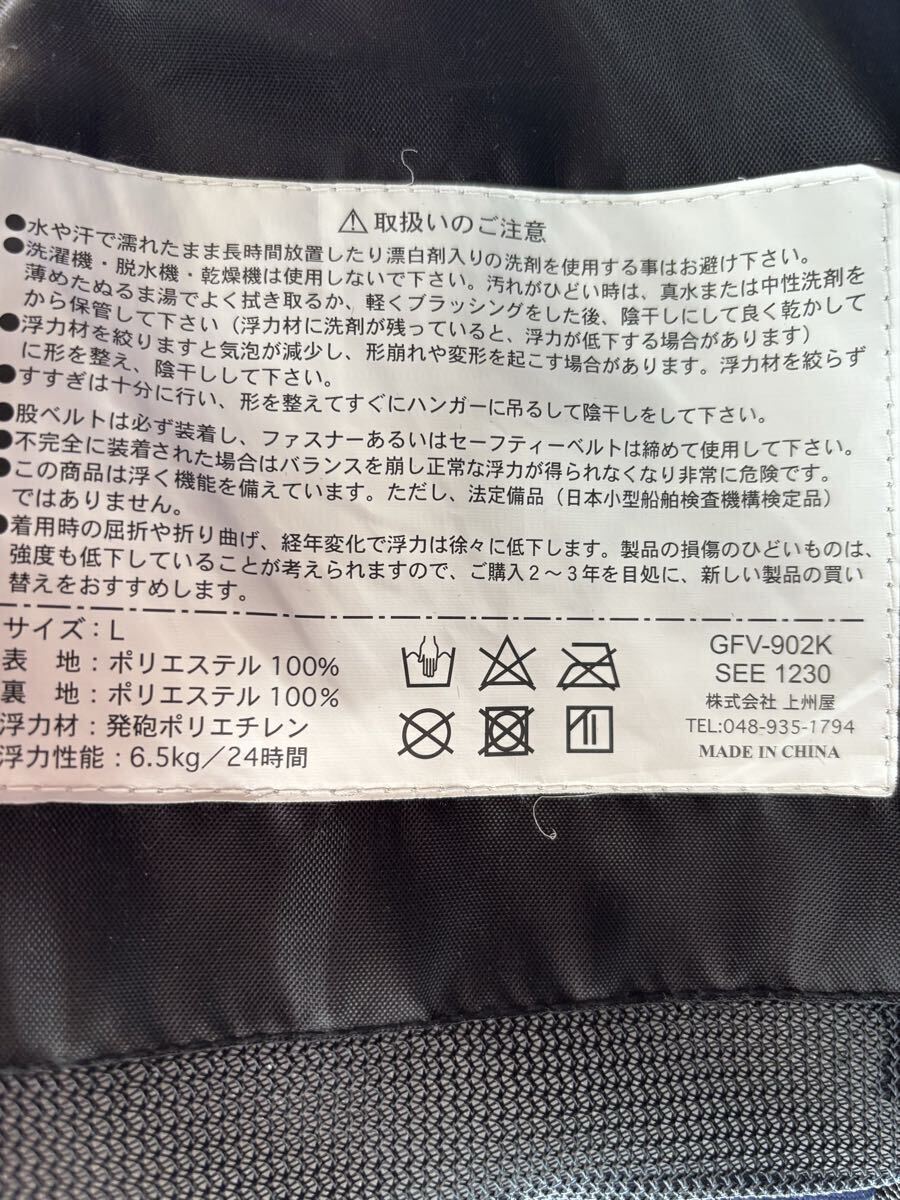 ⚠取扱いのご注意
●水や汗で濡れたまま長時間放置したり漂白剤入りの洗剤を使用する事はお避け下さい。
●洗濯機・脱水機・乾燥機は使用しないで下さい。汚れがひどい時は、真水または中性洗剤を
薄めたぬるま湯でよく拭き取るか、軽くブラッシングをした後、陰干しにして良く乾かして
から保管して下さい（浮力材に洗剤が残っていると、浮力が低下する場合があります）
●浮力材を絞りますと気泡が減少し、形崩れや変形を起こす場合があります。浮力材を絞らず
に形を整え、陰干しして下さい。
●すすぎは十分に行い、形を整えてすぐにハンガーに吊るして陰干しをして下さい。
●股ベルトは必ず装着し、ファスナーあるいはセーフティーベルトは締めて使用して下さい。
●不完全に装着された場合はバランスを崩し正常な浮力が得られなくなり非常に危険です。
●この商品は浮く機能を備えています。ただし、法定備品（日本小型船舶検査機構検定品）
ではありません。
●着用時の屈折や折り曲げ、経年変化で浮力は徐々に低下します。製品の損傷のひどいものは、
強度も低下していることが考えられますので、ご購入2～3年を目処に、新しい製品の買い
替えをおすすめします。
サイズ：L
表 地：ポリエステル 100%
裏 地：ポリエステル 100%
浮力材：発砲ポリエチレン
浮力性能：6.5kg／24時間
GFV-902K
SEE 1230
株式会社 上州屋
TEL:048-935-1794
MADE IN CHINA